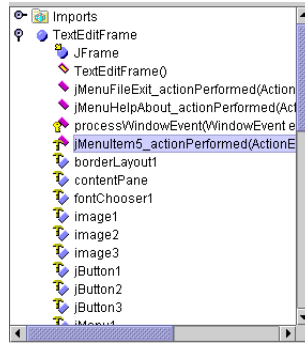 Imports
TextEditFrame
JFrame
TextEditFrame()
jMenuFileExit_actionPerformed(Action
jMenuHelpAbout_actionPerformed(Act
processWindowEvent(WindowEvent e
jMenuItem5_actionPerformed(ActionE
borderLayout1
contentPane
fontChooser1
image1
image2
image3
jButton1
jButton2
jButton3
jMenu1